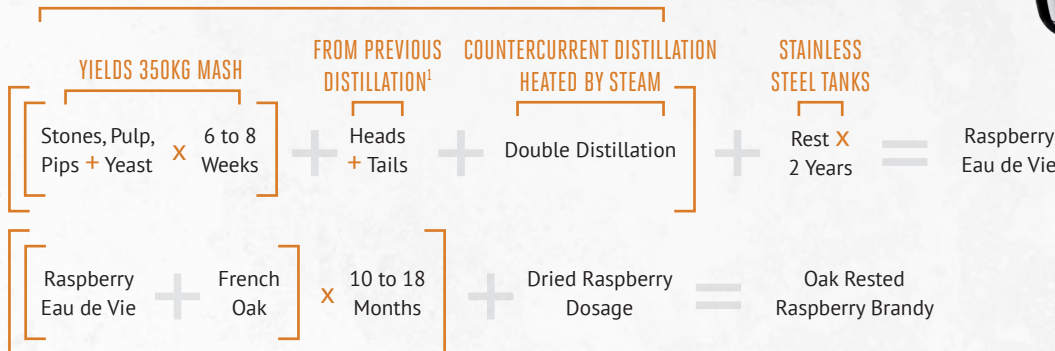 YIELDS 350KG MASH
FROM PREVIOUS
DISTILLATION1
COUNTERCURRENT DISTILLATION
HEATED BY STEAM
STAINLESS
STEEL TANKS
Stones, Pulp,
Pips + Yeast
x
6 to 8
Weeks
+
Heads
+ Tails
+
Double Distillation
+
Rest x
2 Years
=
Raspberry
Eau de Vie
Raspberry
Eau de Vie
+
French
Oak
x
10 to 18
Months
+
Dried Raspberry
Dosage
=
Oak Rested
Raspberry Brandy